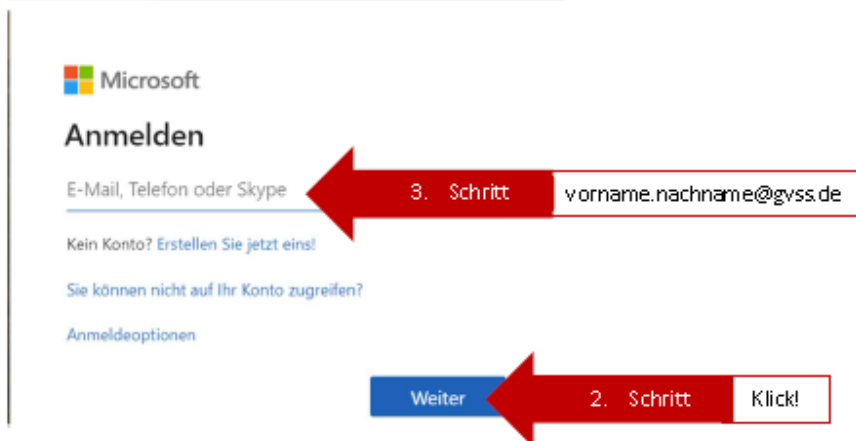 Microsoft
Anmelden
E-Mail, Telefon oder Skype
3. Schritt
vorname.nachname@gvss.de
Kein Konto? Erstellen Sie jetzt eins!
Sie können nicht auf Ihr Konto zugreifen?
Anmeldeoptionen
Weiter
2. Schritt
Klick!